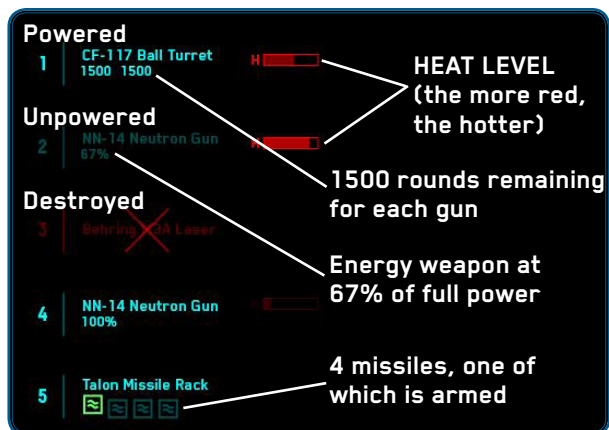 Powered
1 CF-117 Ball Turret H
1500 1500
HEAT LEVEL
(the more red,
the hotter)
Unpowered
2 NN-14 Neutron Gun H
67%
1500 rounds remaining
for each gun
Destroyed
3 Behring Laser
Energy weapon at
67% of full power
4 NN-14 Neutron Gun
100%
4 missiles, one of
which is armed
5 Talon Missile Rack